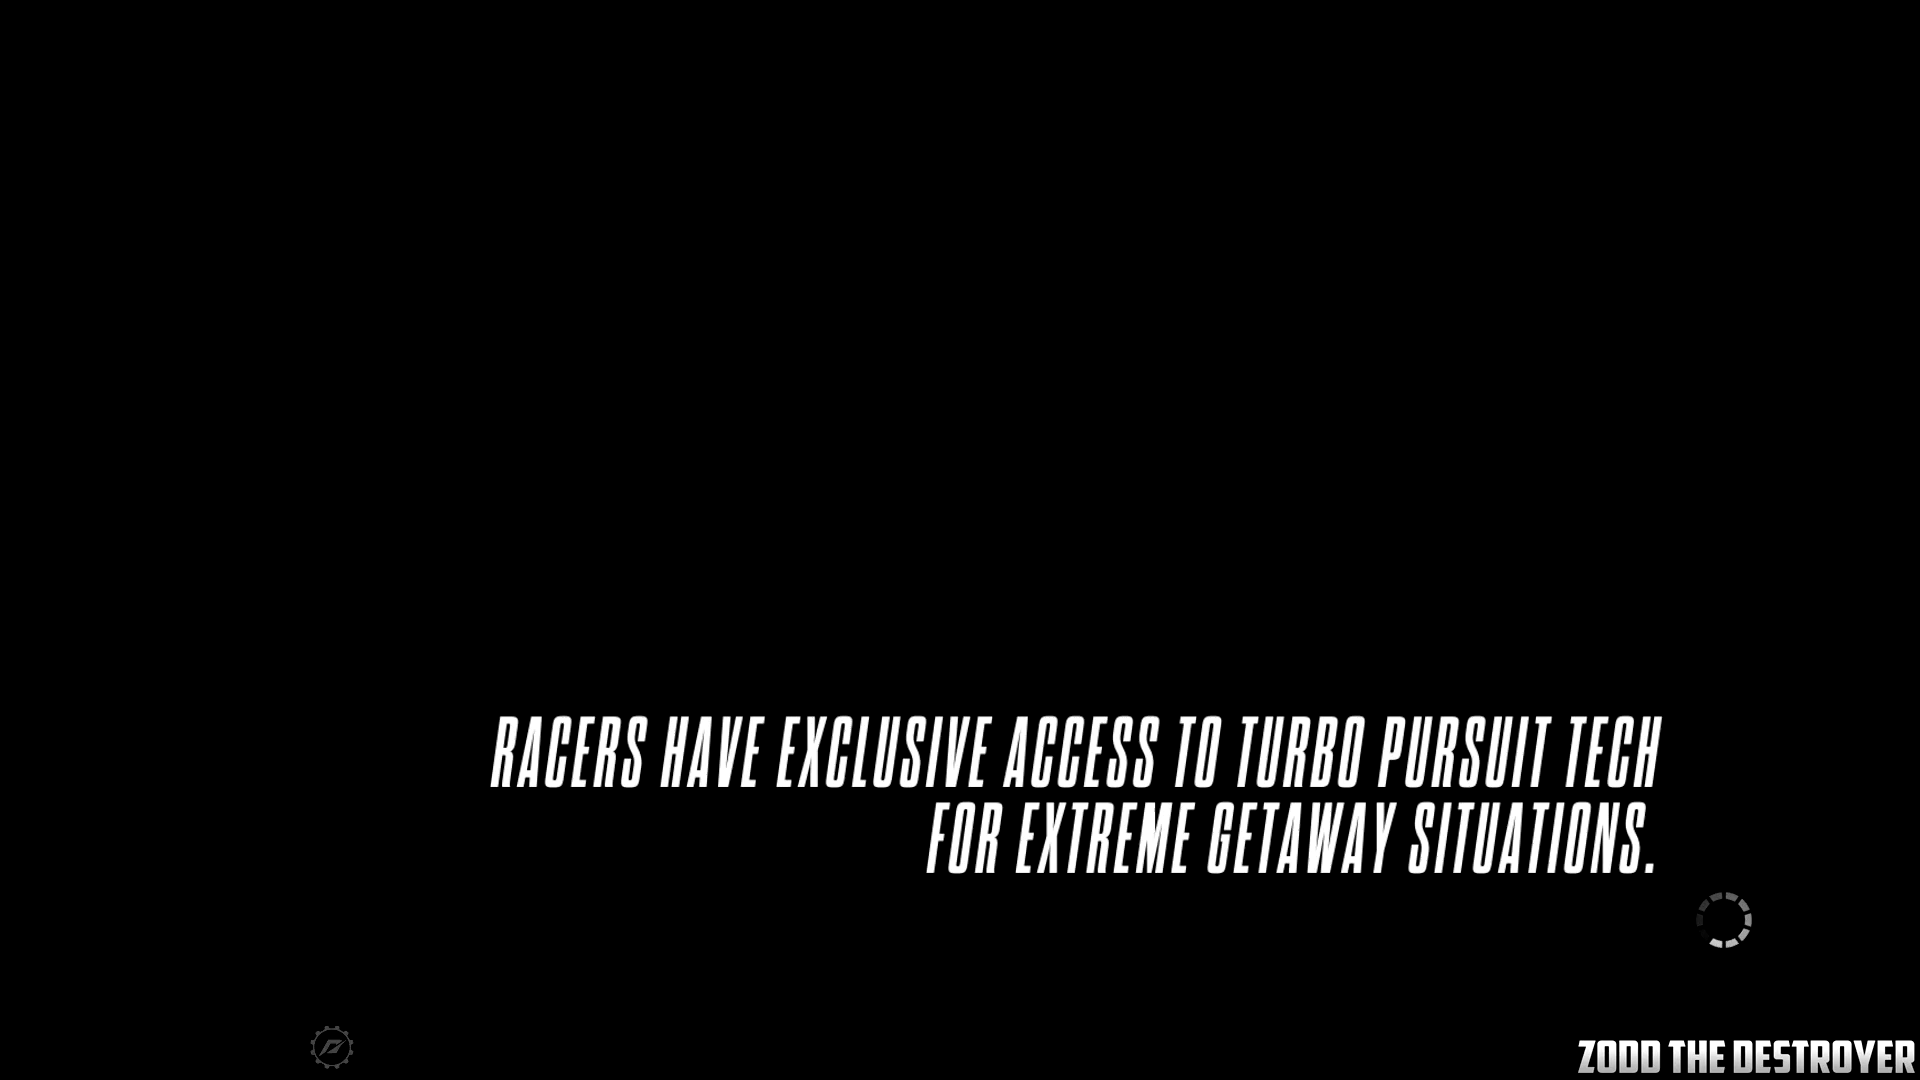 RACERS HAVE EXCLUSIVE ACCESS TO TURBO PURSUIT TECH
FOR EXTREME GETAWAY SITUATIONS.
ZODD THE DESTROYER